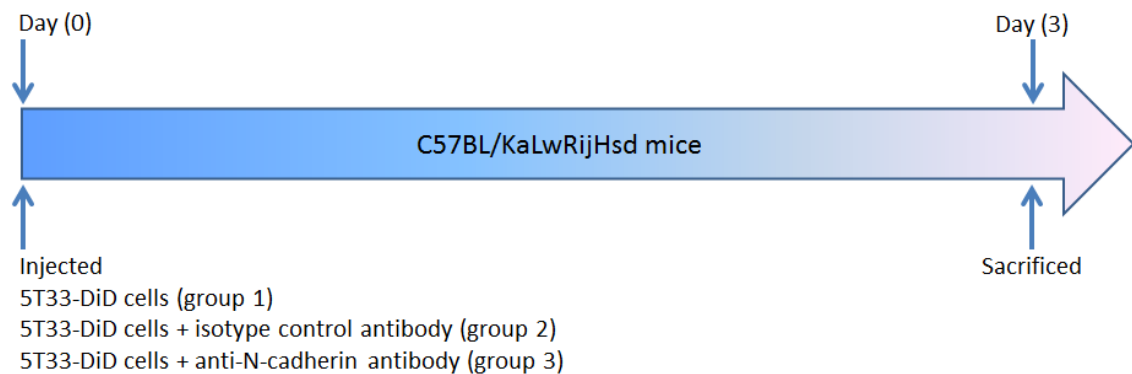 Day (0)
Day (3)
C57BL/KaLwRijHsd mice
Injected
Sacrificed
5T33-DiD cells (group 1)
5T33-DiD cells + isotype control antibody (group 2)
5T33-DiD cells + anti-N-cadherin antibody (group 3)